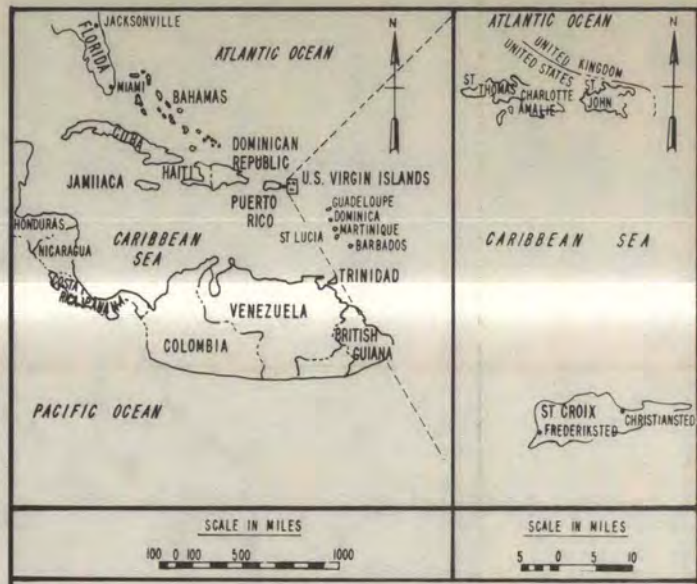 JACKSONVILLE
FLORIDA
ATLANTIC OCEAN
N
MIAMI
BAHAMAS
CUBA
DOMINICAN
REPUBLIC
HAITI
JAMIIACA
U.S. VIRGIN ISLANDS
PUERTO
RICO
GUADELOUPE
DOMINICA
MARTINIQUE
ST LUCIA
BARBADOS
HONDURAS
NICARAGUA
CARIBBEAN
SEA
COSTA
RICA
PANAMA
TRINIDAD
VENEZUELA
COLOMBIA
BRITISH
GUIANA
PACIFIC OCEAN
SCALE IN MILES
100 0 100 500 1000
ATLANTIC OCEAN
N
UNITED KINGDOM
UNITED STATES
ST
THOMAS
CHARLOTTE
AMALIE
ST
JOHN
CARIBBEAN SEA
ST CROIX
CHRISTIANSTED
FREDERIKSTED
SCALE IN MILES
5 0 5 10